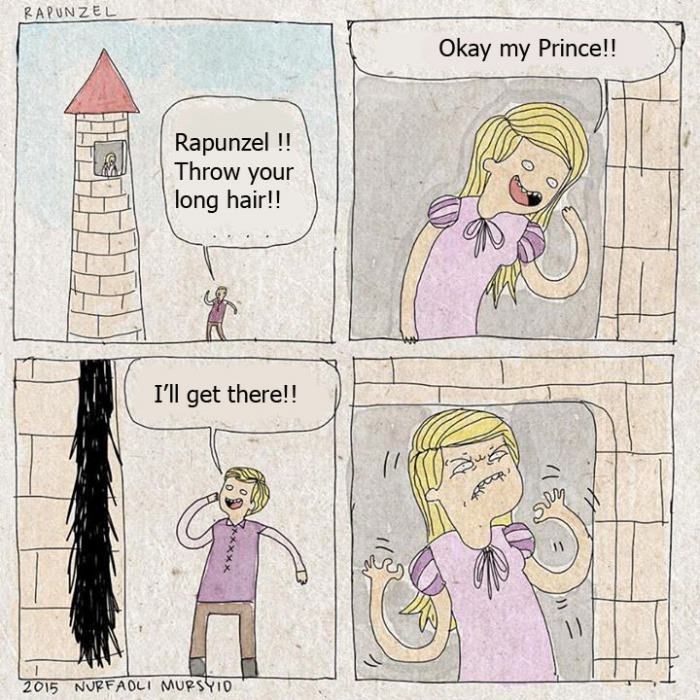 RAPUNZEL
Rapunzel !!
Throw your
long hair!!
. . . . .
Okay my Prince!!
I'll get there!!
2015 NURFADLI MURSYID